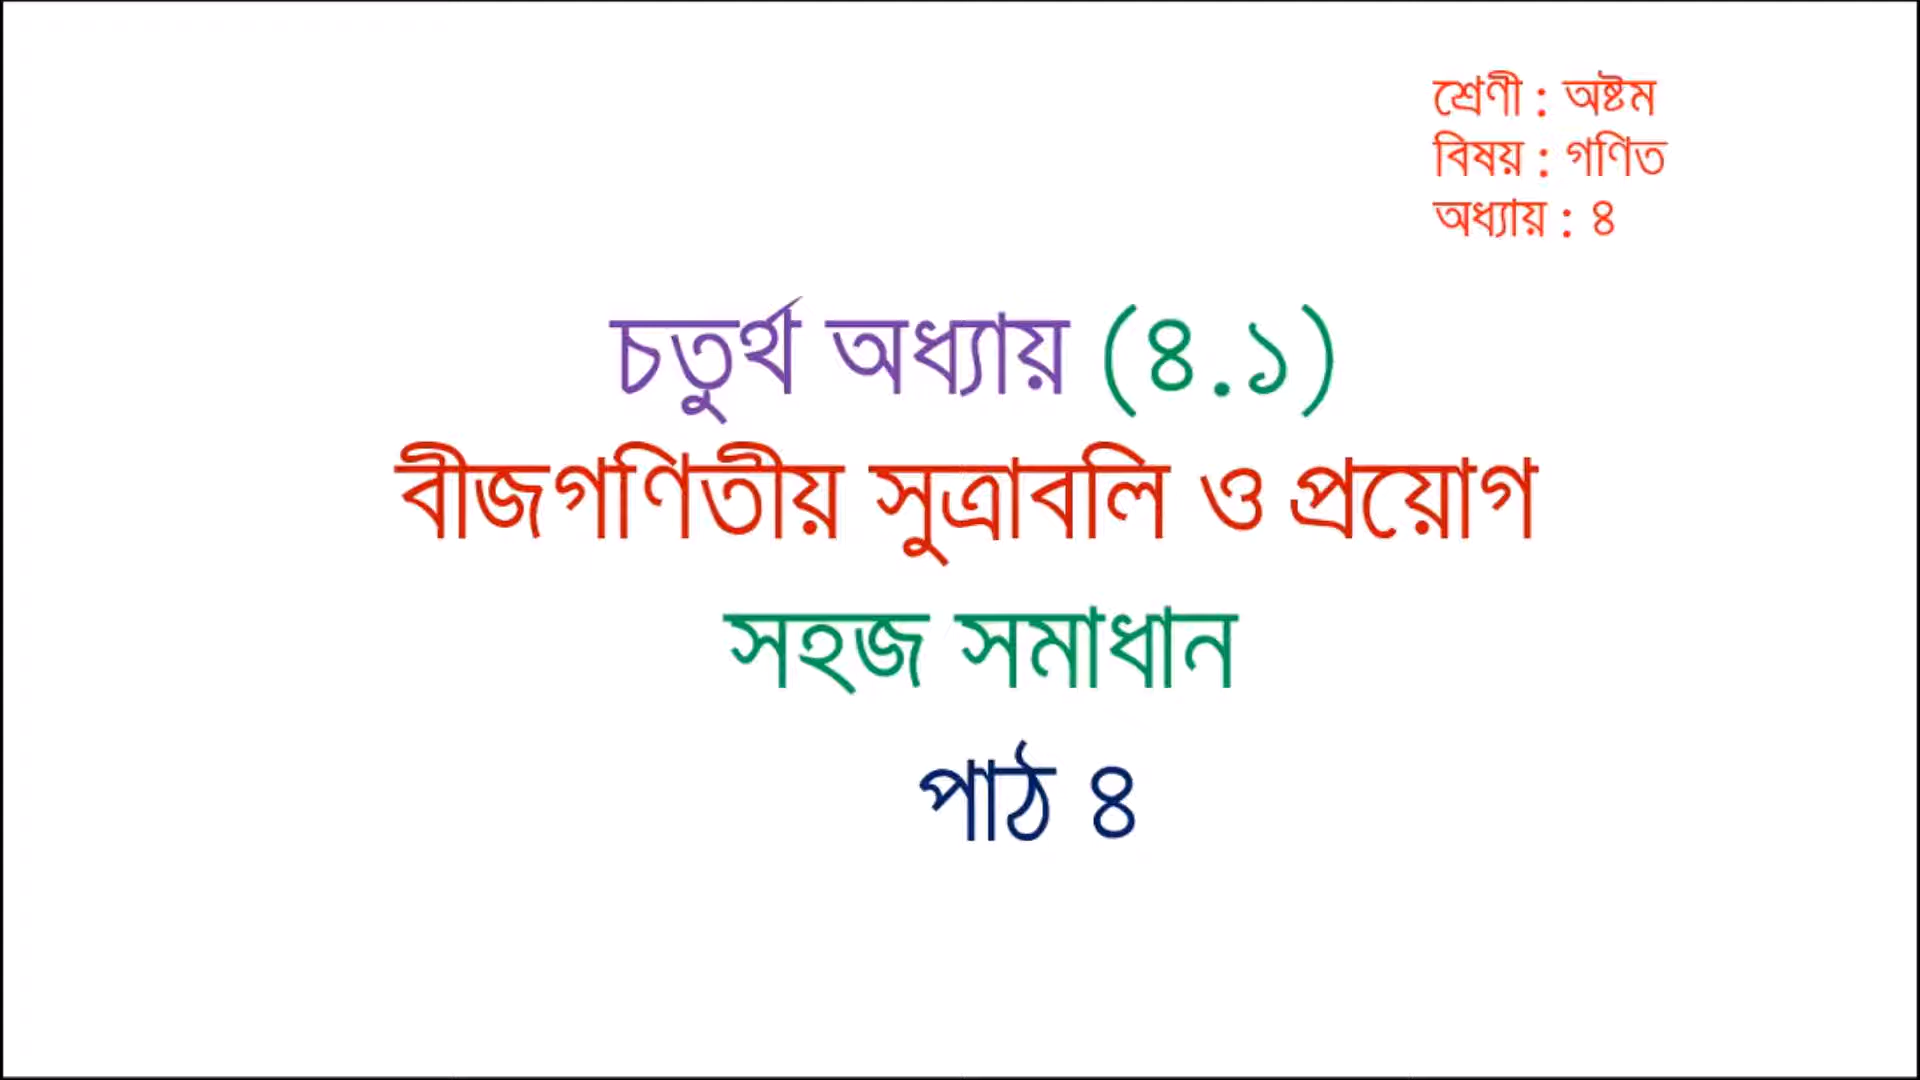 শ্রেণী : অষ্টম
বিষয় : গণিত
অধ্যায় : ৪
চতুর্থ অধ্যায় (৪.১)
বীজগণিতীয় সুত্রাবলি ও প্রয়োগ
সহজ সমাধান
পাঠ ৪